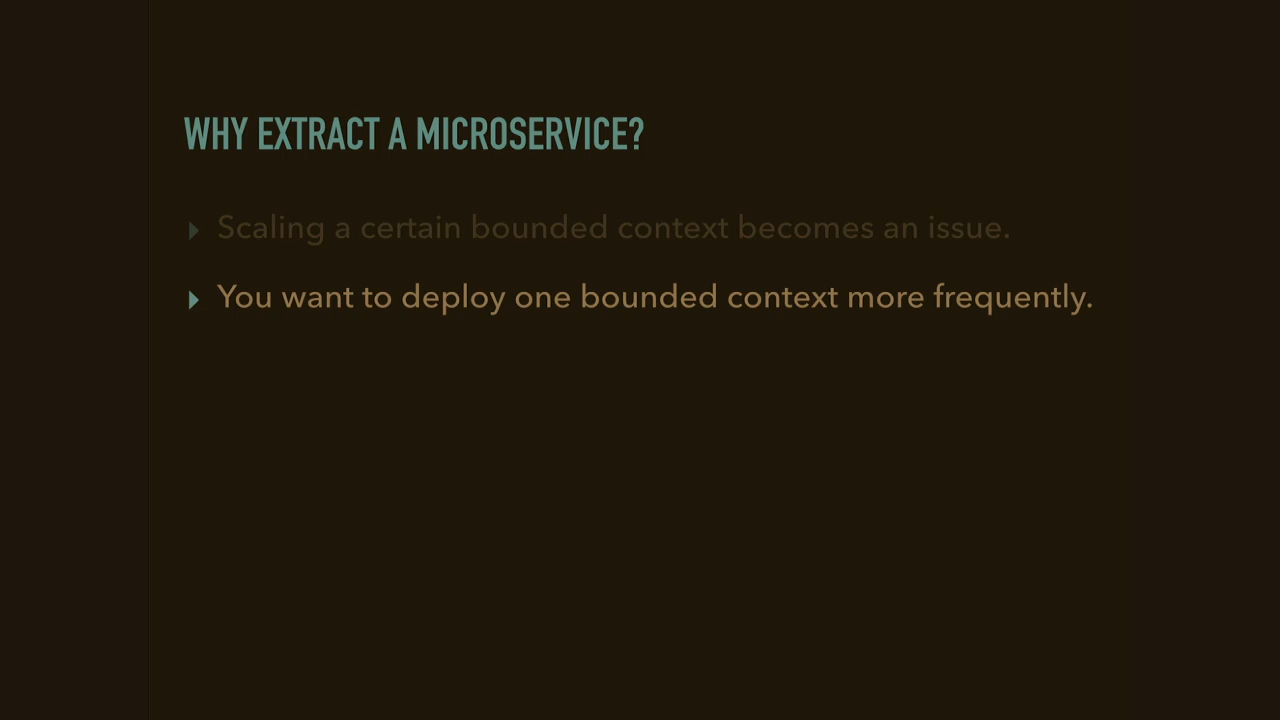 WHY EXTRACT A MICROSERVICE?
Scaling a certain bounded context becomes an issue.
You want to deploy one bounded context more frequently.